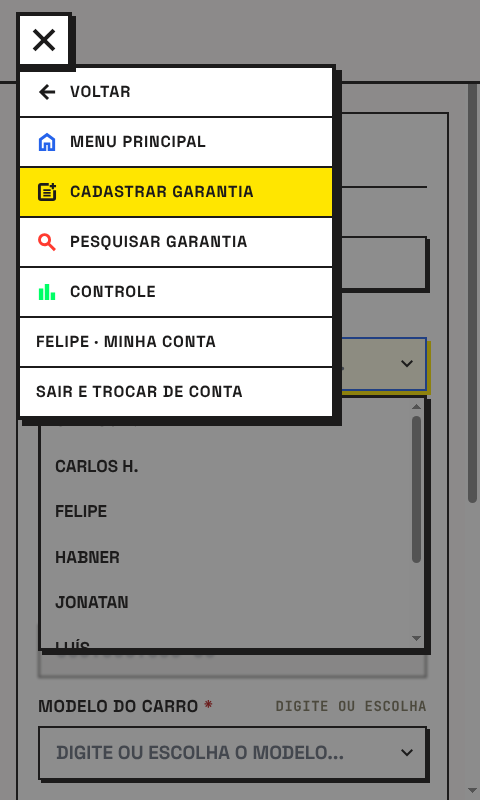 VOLTAR
MENU PRINCIPAL
CADASTRAR GARANTIA
PESQUISAR GARANTIA
CONTROLE
FELIPE · MINHA CONTA
SAIR E TROCAR DE CONTA
CARLOS H.
FELIPE
HABNER
JONATAN
LUÍS
MODELO DO CARRO *
DIGITE OU ESCOLHA
DIGITE OU ESCOLHA O MODELO...